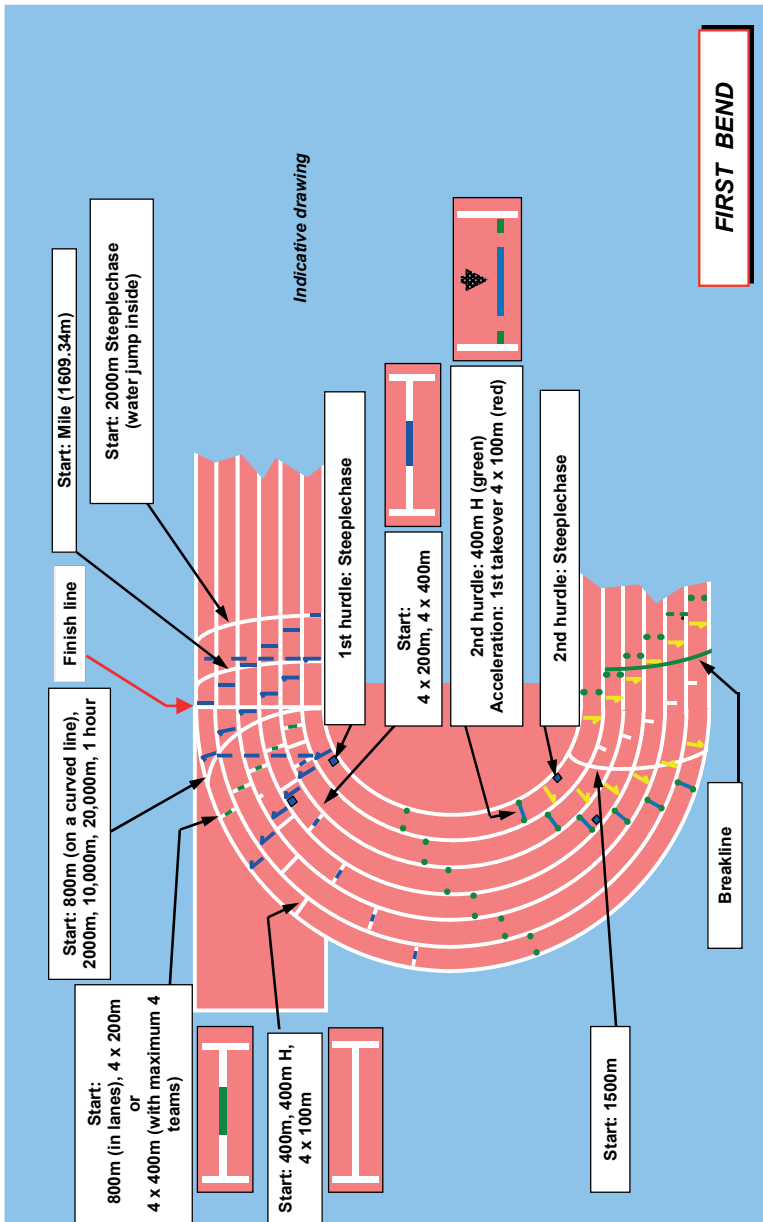 Start: 800m (on a curved line),
2000m, 10,000m, 20,000m, 1 hour
Finish line
Start: Mile (1609.34m)
Start: 2000m Steeplechase
(water jump inside)
Start:
800m (in lanes), 4 x 200m
or
4 x 400m (with maximum 4
teams)
Indicative drawing
Start: 400m, 400m H,
4 x 100m
1st hurdle: Steeplechase
Start:
4 x 200m, 4 x 400m
2nd hurdle: 400m H (green)
Acceleration: 1st takeover 4 x 100m (red)
2nd hurdle: Steeplechase
Start: 1500m
Breakline
FIRST BEND